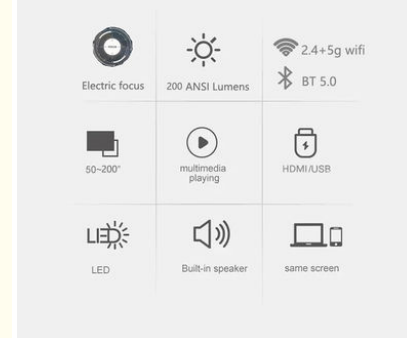 Electric focus
200 ANSI Lumens
2.4+5g wifi
BT 5.0
50~200"
multimedia
playing
HDMI/USB
LED
LED
Built-in speaker
same screen